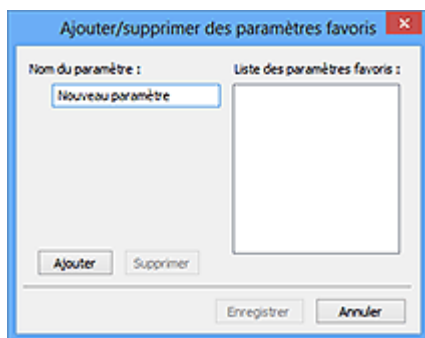 Ajouter/supprimer des paramètres favoris
Nom du paramètre :
Liste des paramètres favoris :
Nouveau paramètre
Ajouter
Supprimer
Enregistrer
Annuler